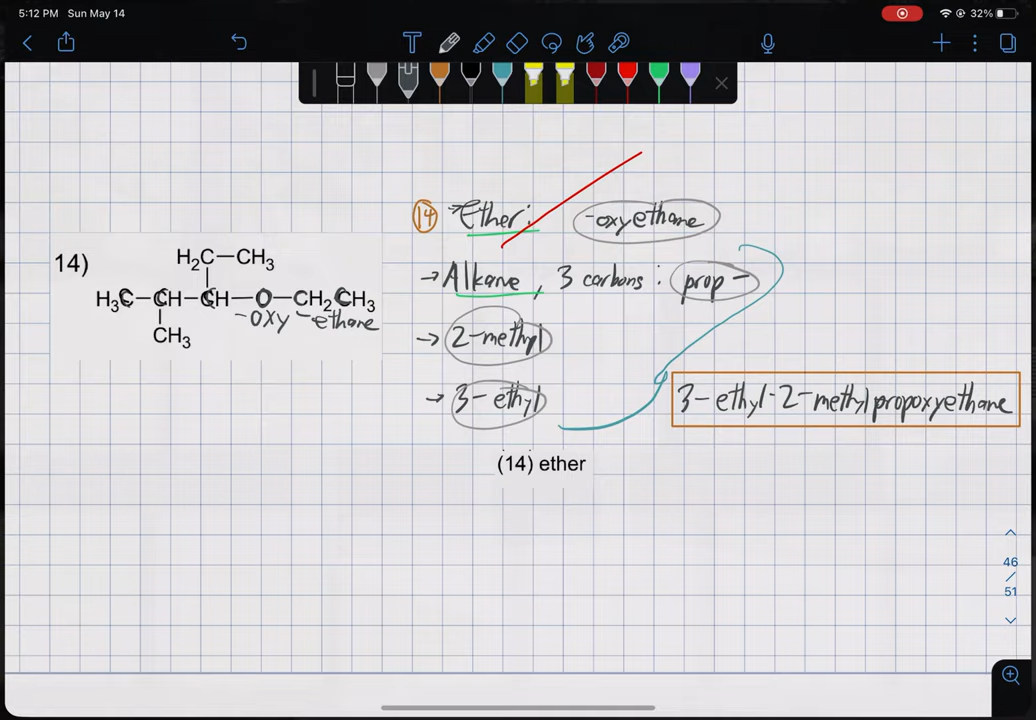 5:12 PM Sun May 14
32%
T
14)
H₂C—CH₃
H₃C—CH—CH—O—CH₂CH₃
-oxy -ethane
CH₃
14 → Ether: -oxyethane
→ Alkane, 3 carbons: prop-
→ 2-methyl
→ 3-ethyl
3-ethyl-2-methylpropoxyethane
(14) ether
46
/
51